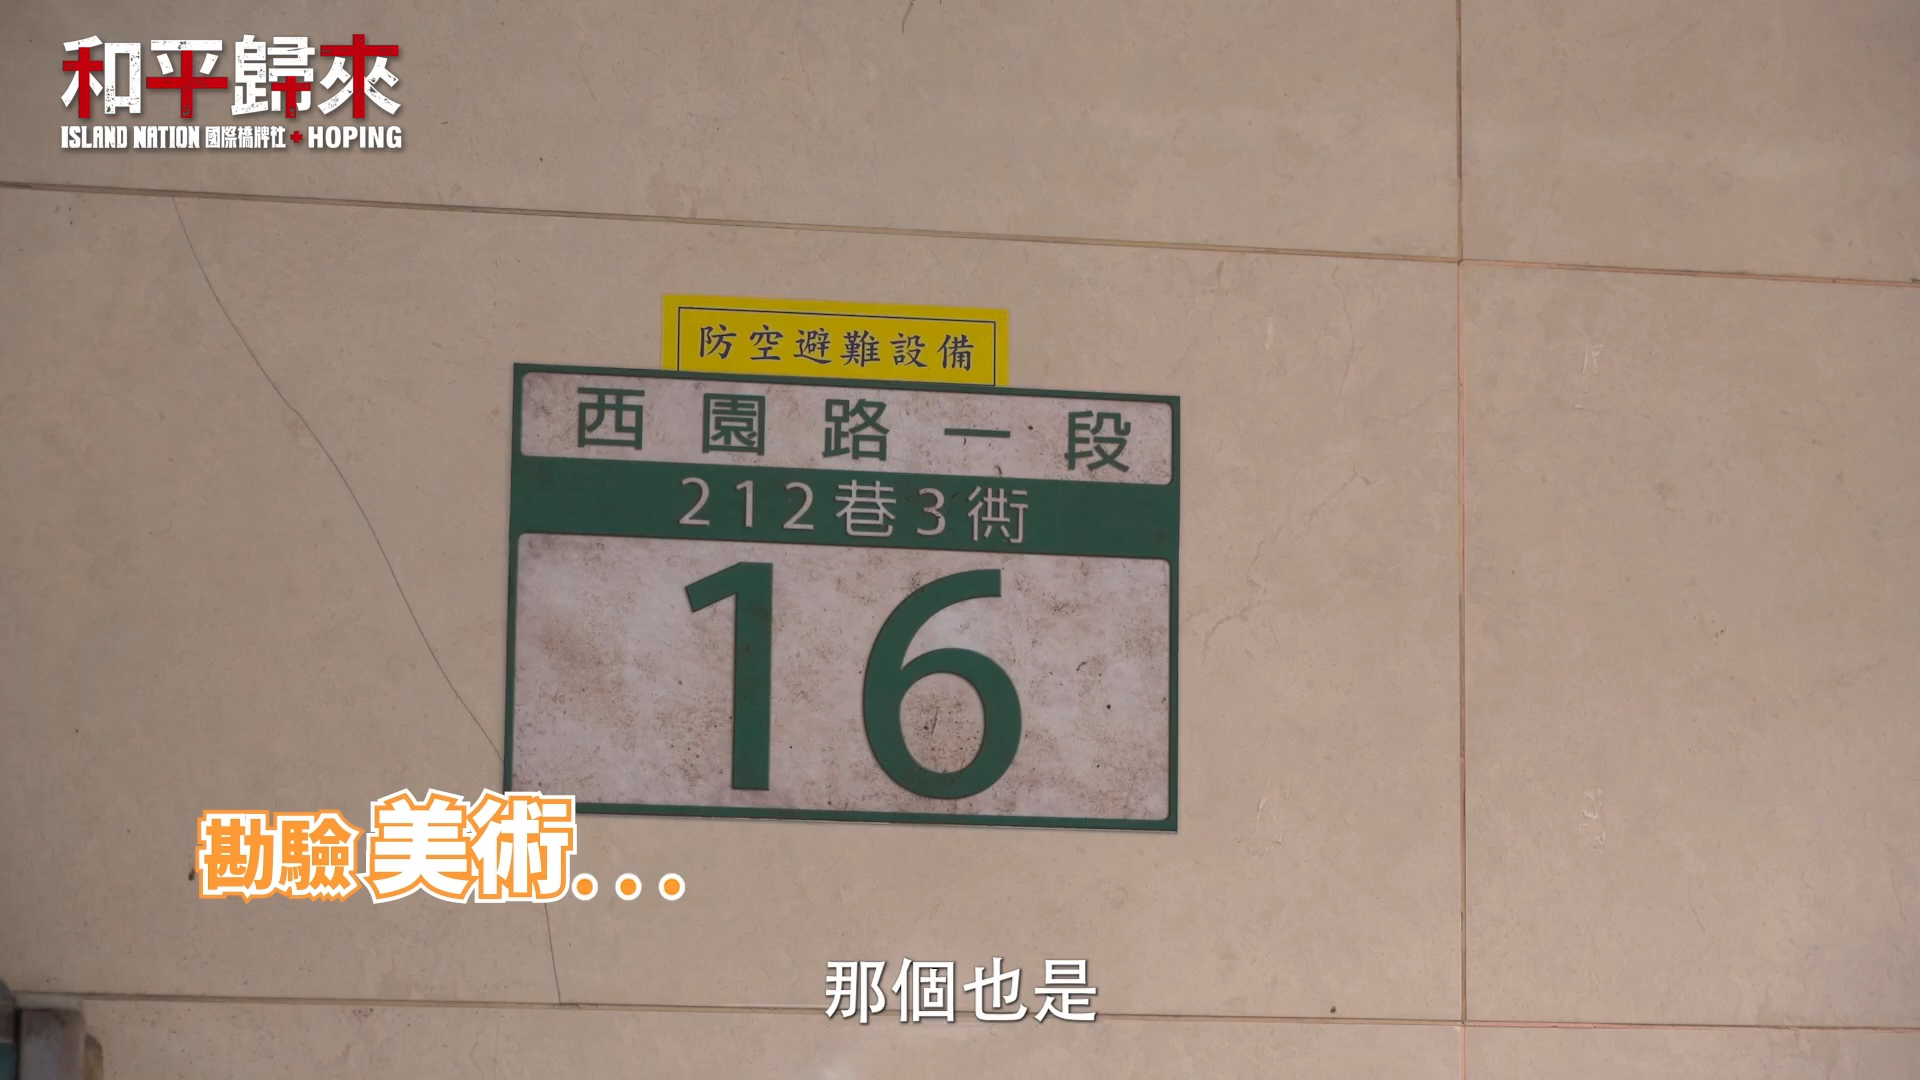 和平歸來
ISLAND NATION 國際橋牌社+HOPING
防空避難設備
西園路一段
212巷3衖
16
勘驗美術...
那個也是